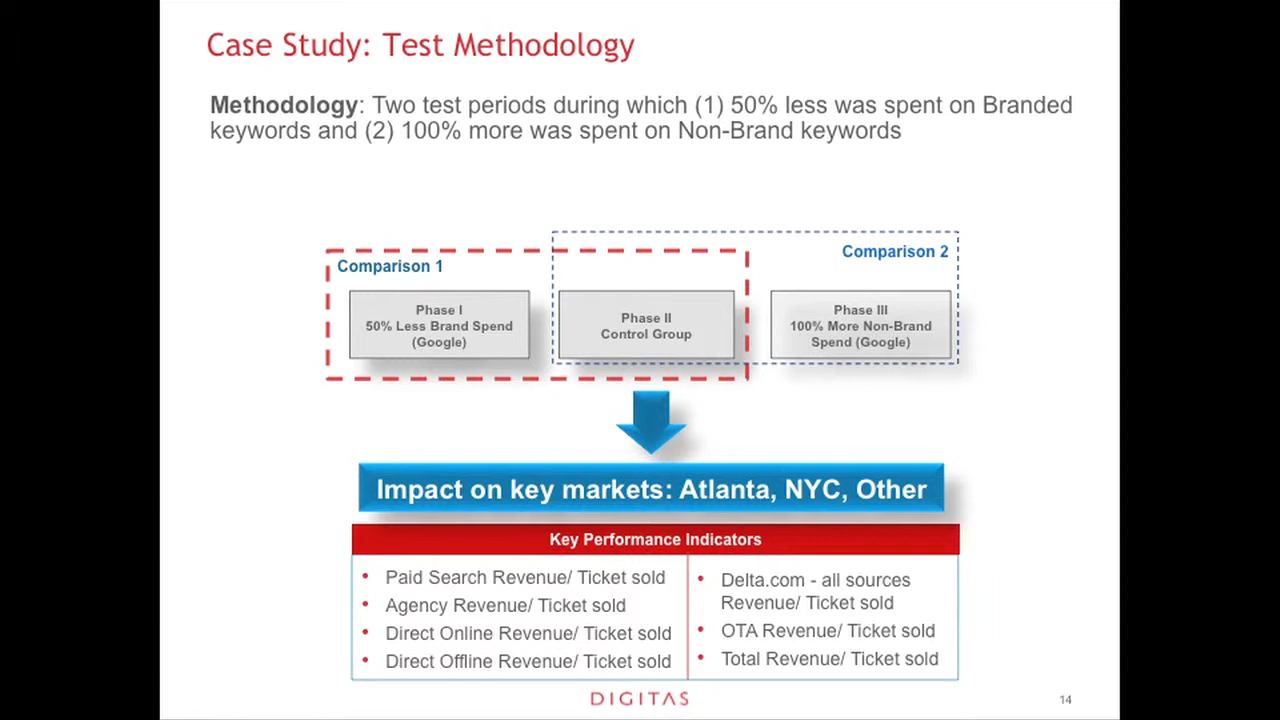 Case Study: Test Methodology
Methodology: Two test periods during which (1) 50% less was spent on Branded
keywords and (2) 100% more was spent on Non-Brand keywords
Comparison 1
Comparison 2
Phase I
50% Less Brand Spend
(Google)
Phase II
Control Group
Phase III
100% More Non-Brand
Spend (Google)
Impact on key markets: Atlanta, NYC, Other
Key Performance Indicators
• Paid Search Revenue/ Ticket sold
• Agency Revenue/ Ticket sold
• Direct Online Revenue/ Ticket sold
• Direct Offline Revenue/ Ticket sold
• Delta.com - all sources
Revenue/ Ticket sold
• OTA Revenue/ Ticket sold
• Total Revenue/ Ticket sold
DIGITAS
14